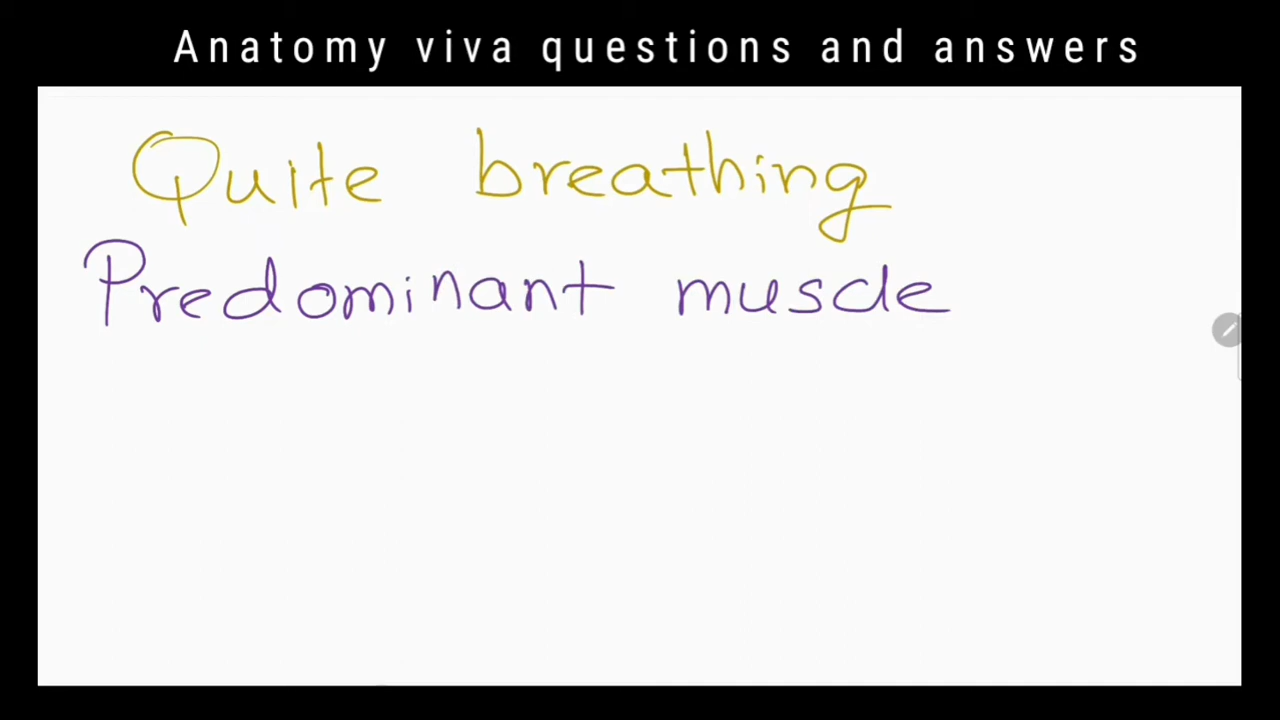 Anatomy viva questions and answers
Quite breathing
Predominant muscle